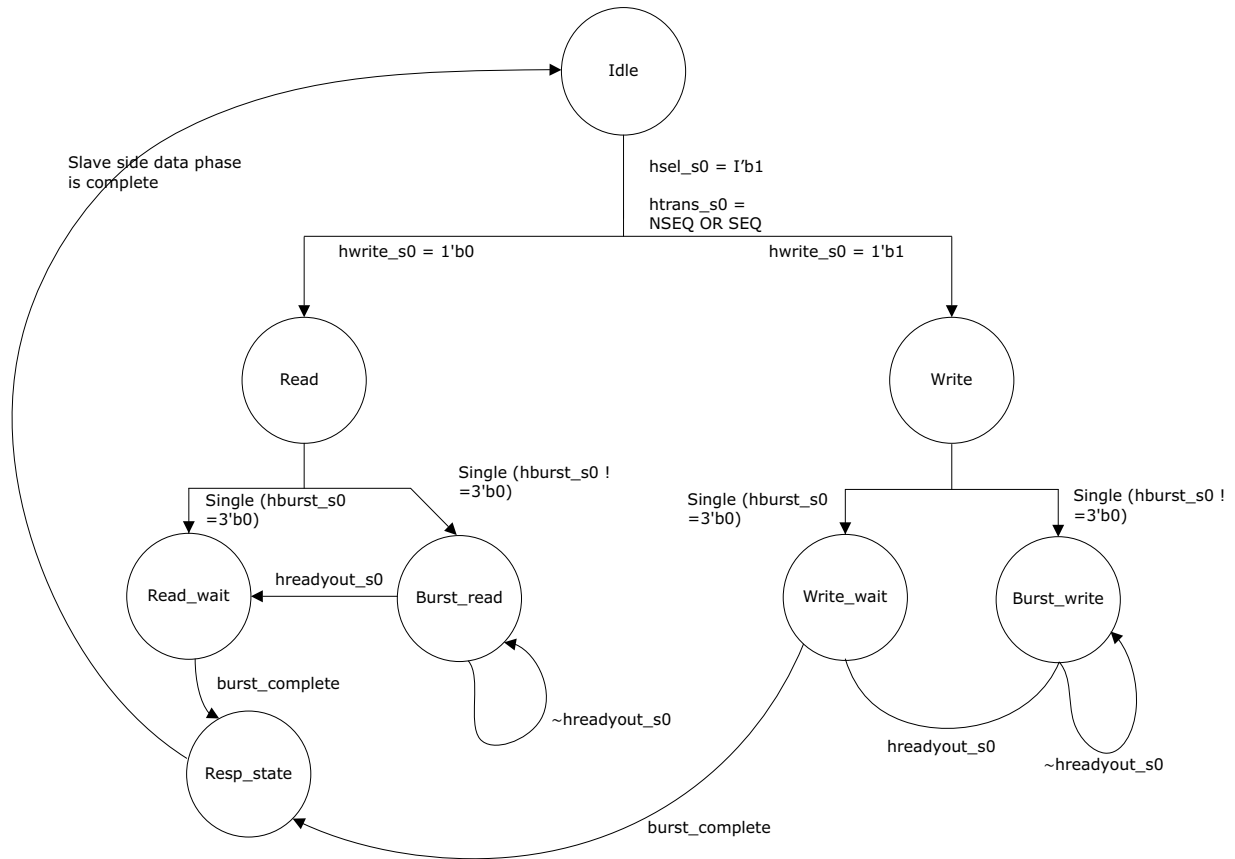 Idle
Slave side data phase
is complete
hsel_s0 = I'b1
htrans_s0 =
NSEQ OR SEQ
hwrite_s0 = 1'b0
hwrite_s0 = 1'b1
Read
Write
Single (hburst_s0
=3'b0)
Single (hburst_s0 !
=3'b0)
Single (hburst_s0
=3'b0)
Single (hburst_s0 !
=3'b0)
Read_wait
hreadyout_s0
Burst_read
Write_wait
Burst_write
burst_complete
~hreadyout_s0
hreadyout_s0
~hreadyout_s0
Resp_state
burst_complete